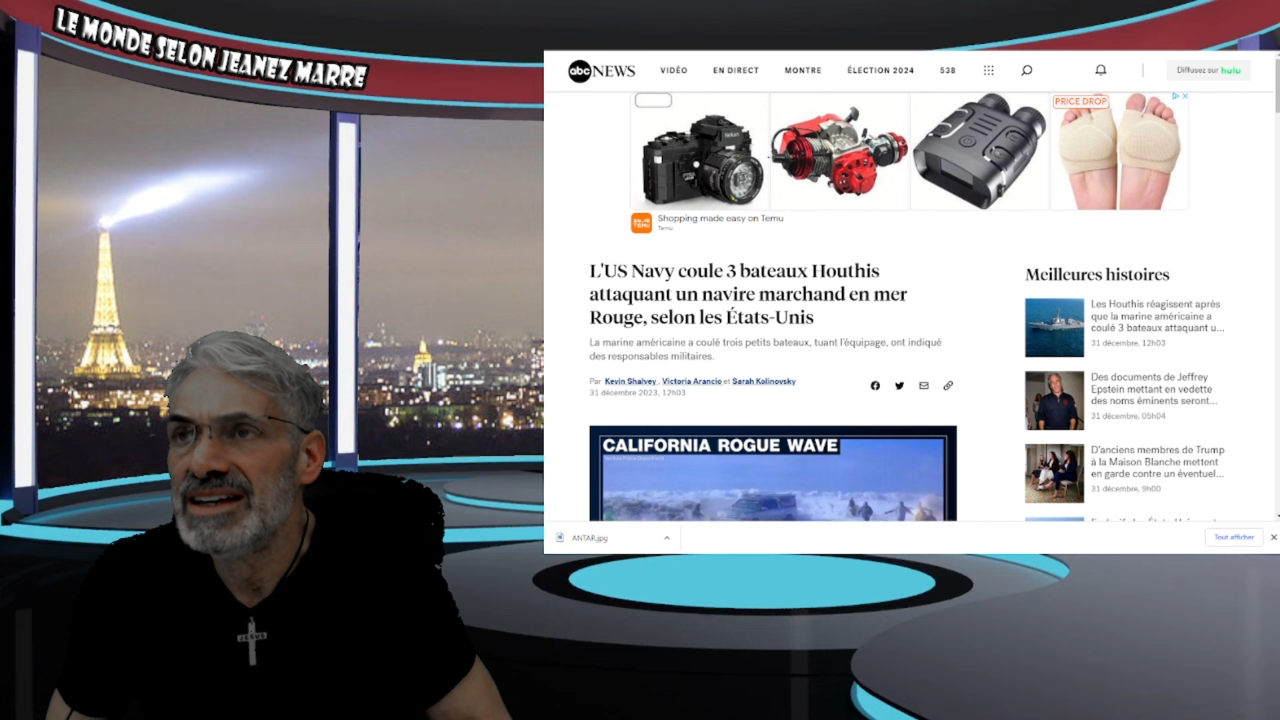 LE MONDE SELON JEANEZ MARRE
abc NEWS VIDÉO EN DIRECT MONTRE ÉLECTION 2024 538 Diffusez sur hulu
PRICE DROP
Shopping made easy on Temu
Temu
L'US Navy coule 3 bateaux Houthis
attaquant un navire marchand en mer
Rouge, selon les États-Unis
La marine américaine a coulé trois petits bateaux, tuant l'équipage, ont indiqué
des responsables militaires.
Par Kevin Shalvey, Victoria Arancio et Sarah Kolinovsky
31 décembre 2023, 12h03
CALIFORNIA ROGUE WAVE
Meilleures histoires
Les Houthis réagissent après
que la marine américaine a
coulé 3 bateaux attaquant u...
31 décembre, 12h03
Des documents de Jeffrey
Epstein mettant en vedette
des noms éminents seront...
31 décembre, 05h04
D'anciens membres de Trump
à la Maison Blanche mettent
en garde contre un éventuel...
31 décembre, 9h00
ANTAR.jpg
Tout afficher
JESUS